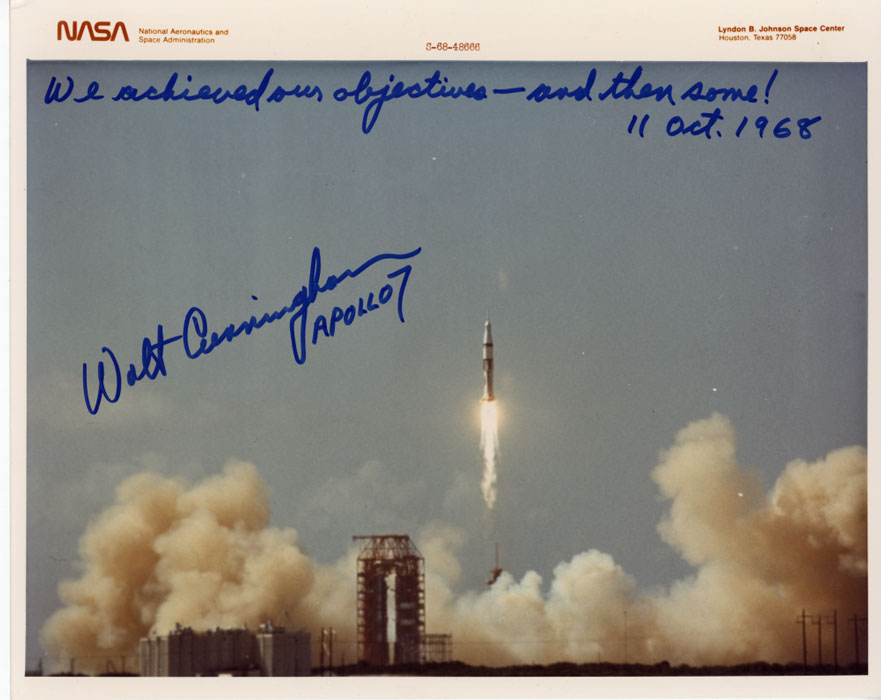 NASA
National Aeronautics and
Space Administration
S-68-48666
Lyndon B. Johnson Space Center
Houston, Texas 77058
We achieved our objectives — and then some!
11 Oct. 1968
Walt Cunningham
APOLLO 7